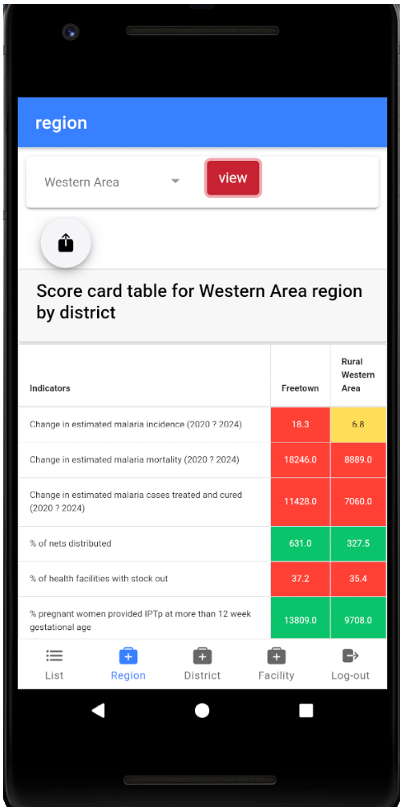 region
Western Area
view
Score card table for Western Area region
by district
Indicators
Freetown
Rural
Western
Area
Change in estimated malaria incidence (2020 ? 2024)
18.3
6.8
Change in estimated malaria mortality (2020 ? 2024)
18246.0
8889.0
Change in estimated malaria cases treated and cured
(2020 ? 2024)
11428.0
7060.0
% of nets distributed
631.0
327.5
% of health facilities with stock out
37.2
35.4
% pregnant women provided IPTp at more than 12 week
gestational age
13809.0
9708.0
List
Region
District
Facility
Log-out